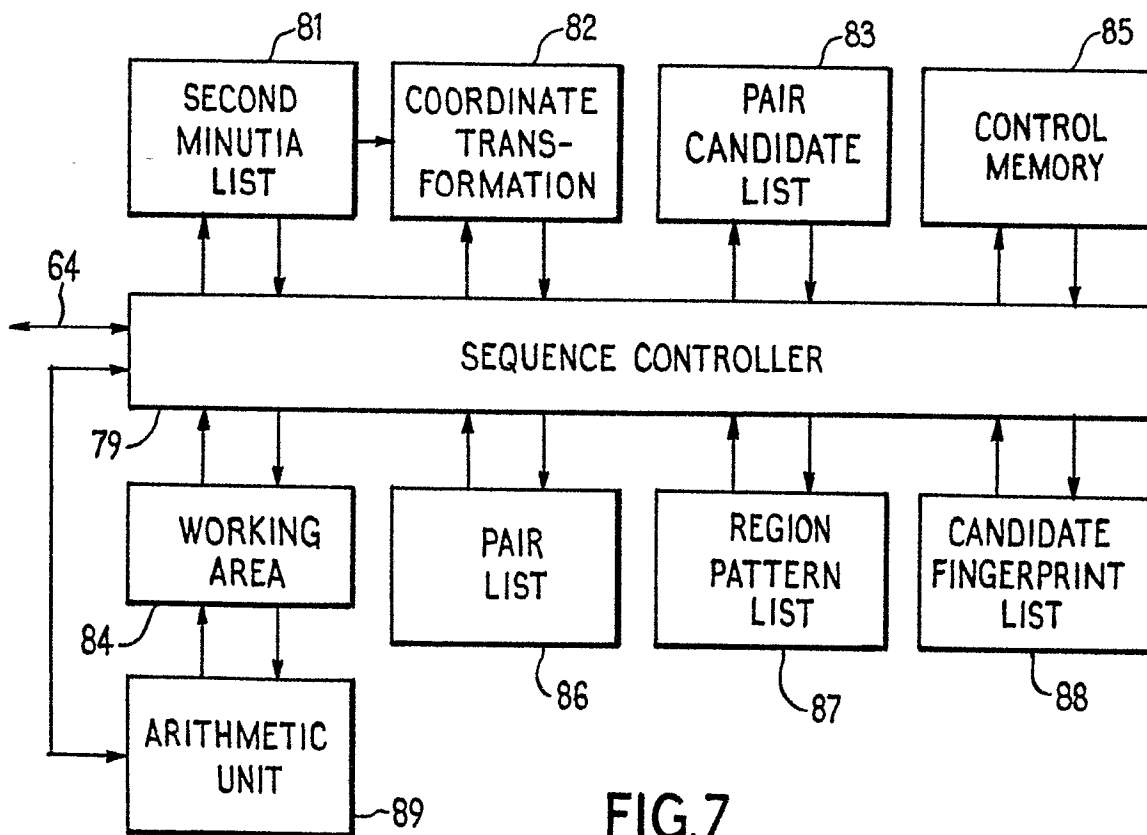 81
82
83
85
SECOND
MINUTIA
LIST
COORDINATE
TRANS-
FORMATION
PAIR
CANDIDATE
LIST
CONTROL
MEMORY
64
SEQUENCE CONTROLLER
79
WORKING
AREA
PAIR
LIST
REGION
PATTERN
LIST
CANDIDATE
FINGERPRINT
LIST
84
86
87
88
ARITHMETIC
UNIT
89
FIG.7